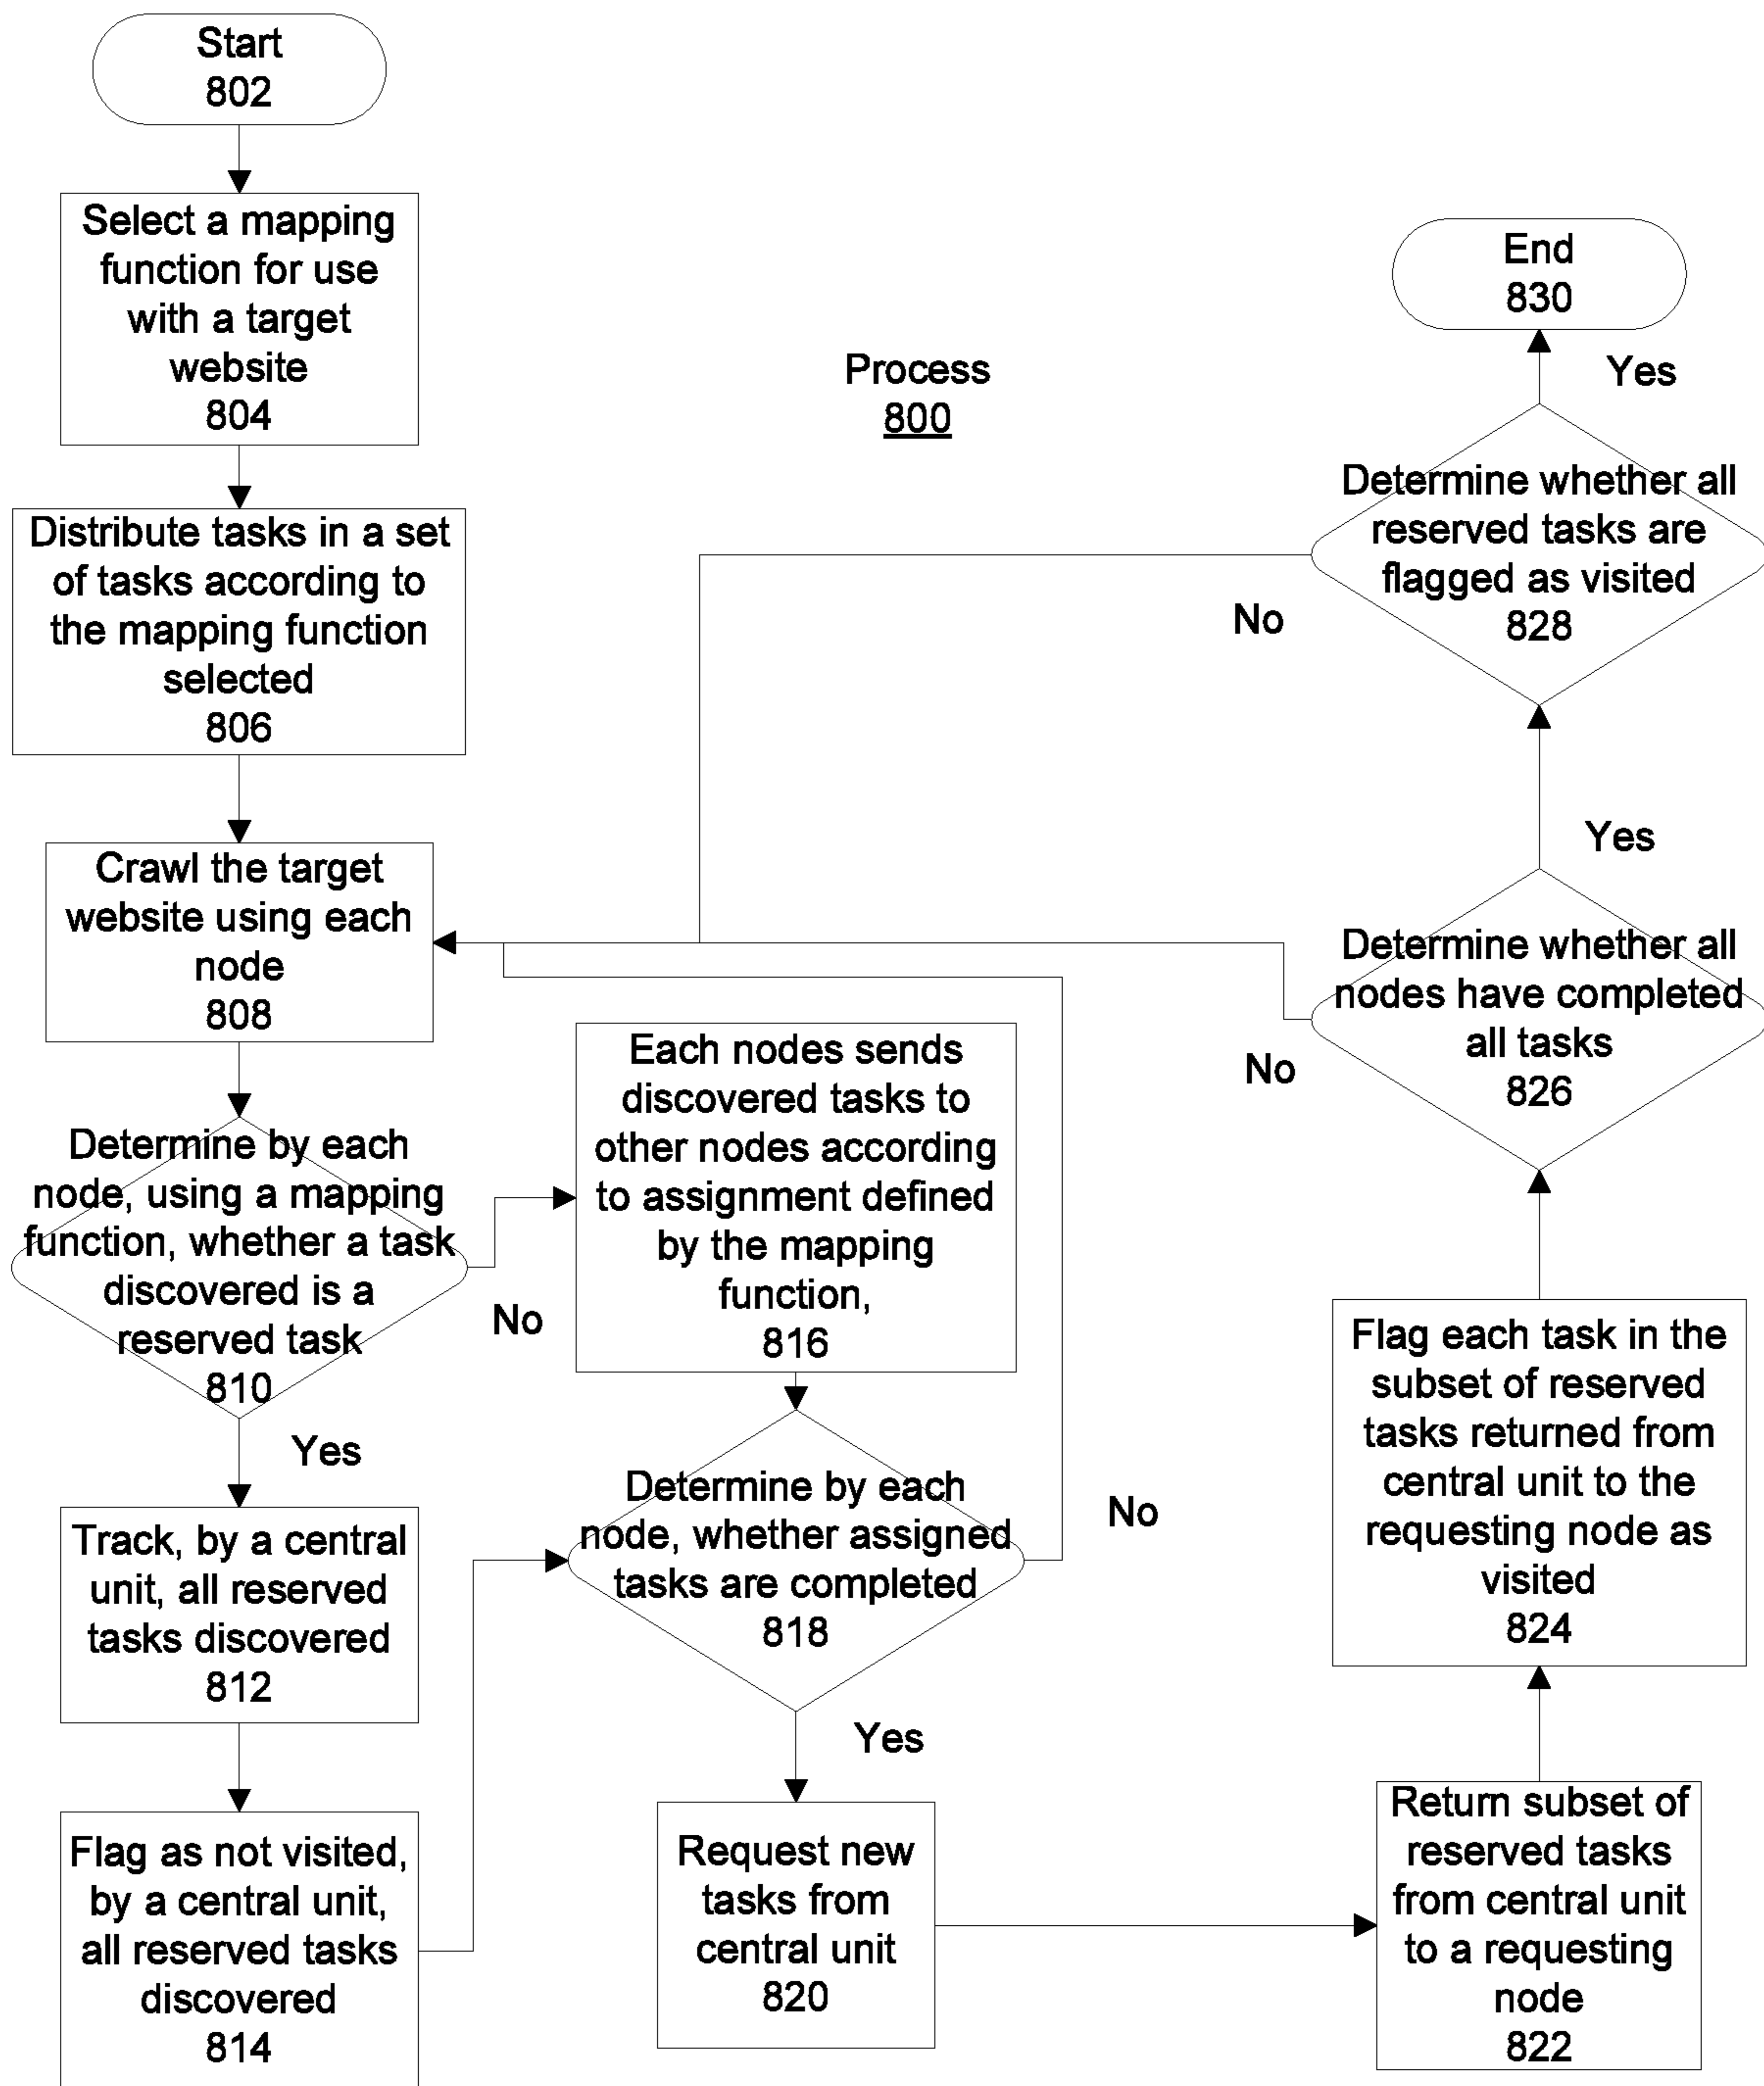 Start
802
Select a mapping
function for use
with a target
website
804
Distribute tasks in a set
of tasks according to
the mapping function
selected
806
Crawl the target
website using each
node
808
Determine by each
node, using a mapping
function, whether a task
discovered is a
reserved task
810
No
Yes
Track, by a central
unit, all reserved
tasks discovered
812
Flag as not visited,
by a central unit,
all reserved tasks
discovered
814
Process
800
Each nodes sends
discovered tasks to
other nodes according
to assignment defined
by the mapping
function,
816
Determine by each
node, whether assigned
tasks are completed
818
No
Yes
Request new
tasks from
central unit
820
Return subset of
reserved tasks
from central unit
to a requesting
node
822
Flag each task in the
subset of reserved
tasks returned from
central unit to the
requesting node as
visited
824
Determine whether all
nodes have completed
all tasks
826
No
Yes
Determine whether all
reserved tasks are
flagged as visited
828
No
Yes
End
830